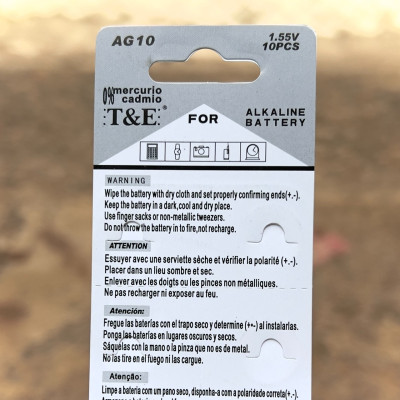 AG10
1.55V
10PCS
0% mercurio
cadmio
T&E®
FOR
ALKALINE
BATTERY
WARNING
Wipe the battery with dry cloth and set properly confirming ends(+.-).
Keep the battery in a dark,cool and dry place.
Use finger sacks or non-metallic tweezers.
Do not throw the battery in to fire,not recharge.
ATTENTION
Essuyer avec une serviette sèche et vérifier la polarité (+.-).
Placer dans un lieu sombre et sec.
Enlever avec les doigts ou les pinces non métalliques.
Ne pas recharger ni exposer au feu.
Atención:
Fregue las baterías con el trapo seco y determine (+-) al instalarlas.
Ponga las baterías en lugares oscuros y secos.
Sáquelas con la mano o la pinza que no es de metal.
No las tire en el fuego ni las cargue.
Atenção:
Limpe a bateria com um pano seco, disponha-a com a polaridade correta(+.-).